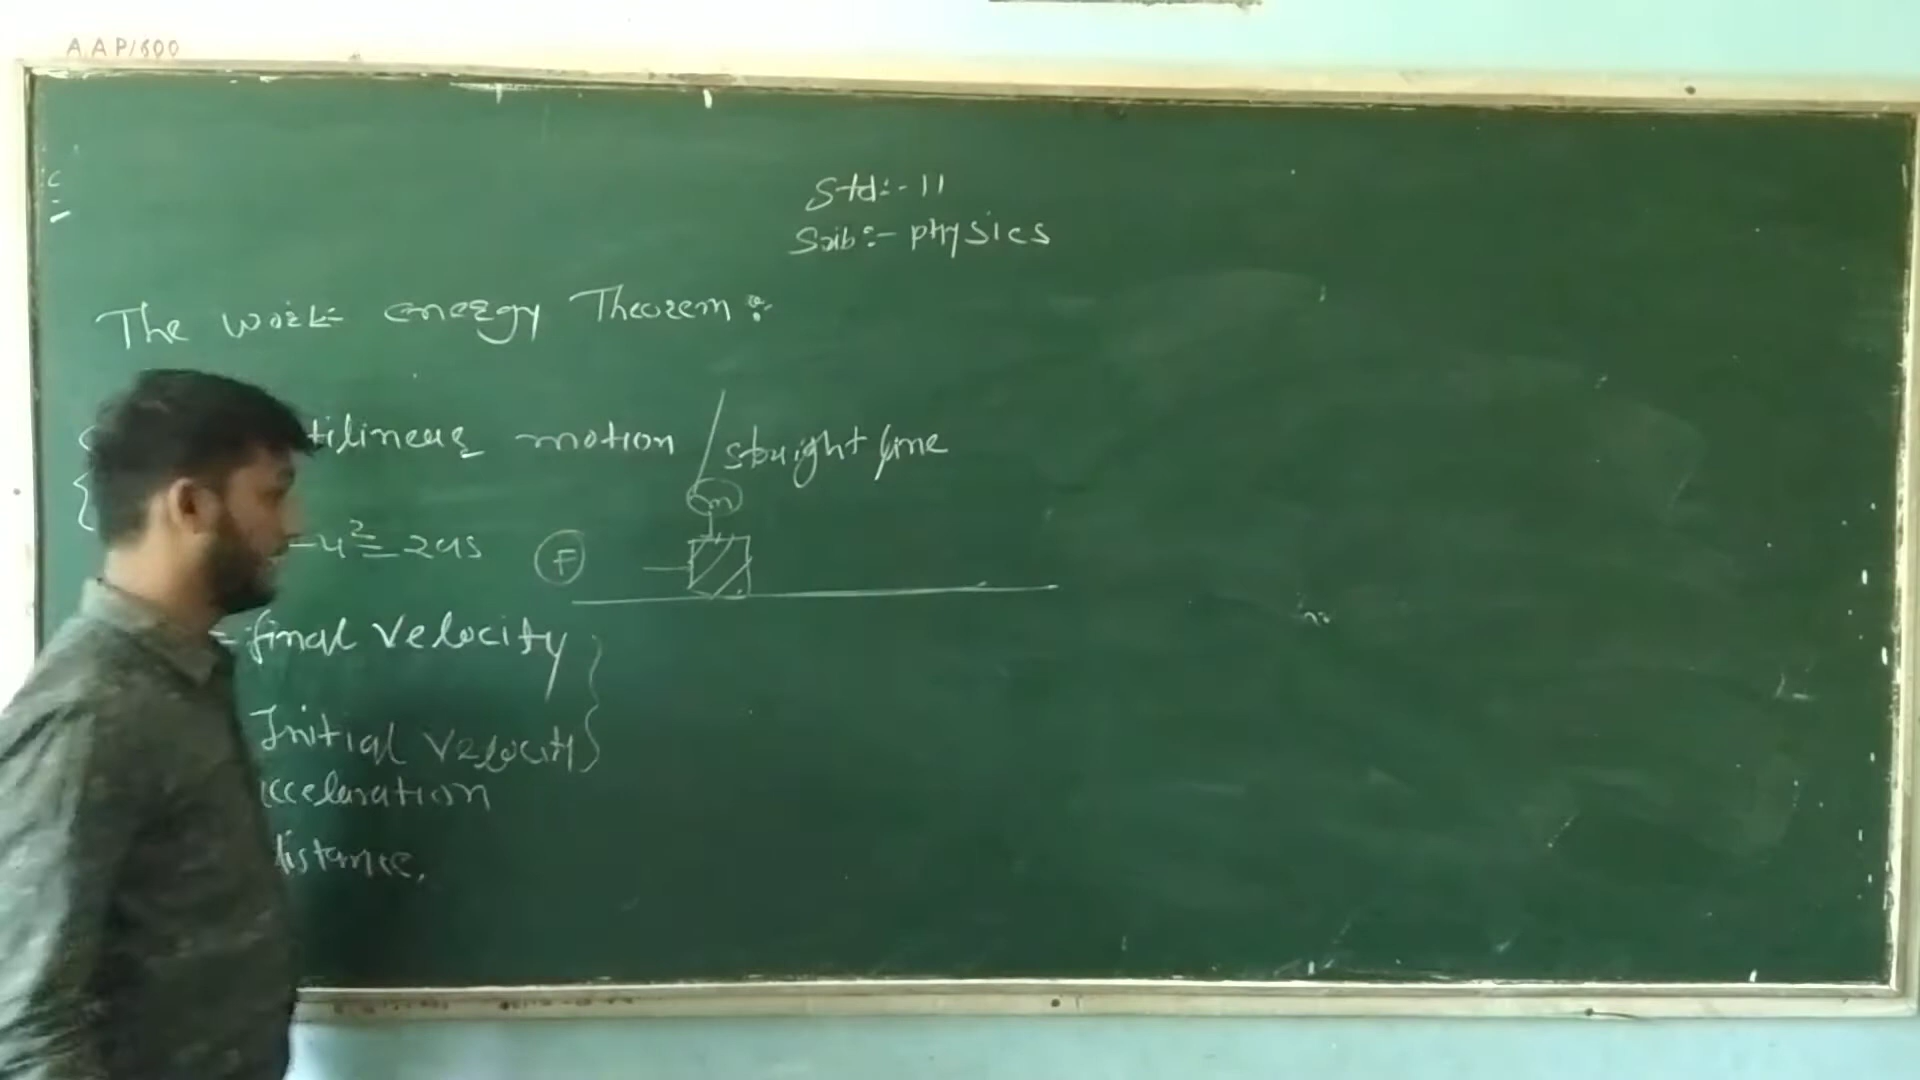 A.A.P/600
Std:- 11
Sub:- physics
The work- energy Theorem:
tilinear motion / straight line
m
-u² = 2as
F
- final velocity
Initial velocity
cceleration
distance,